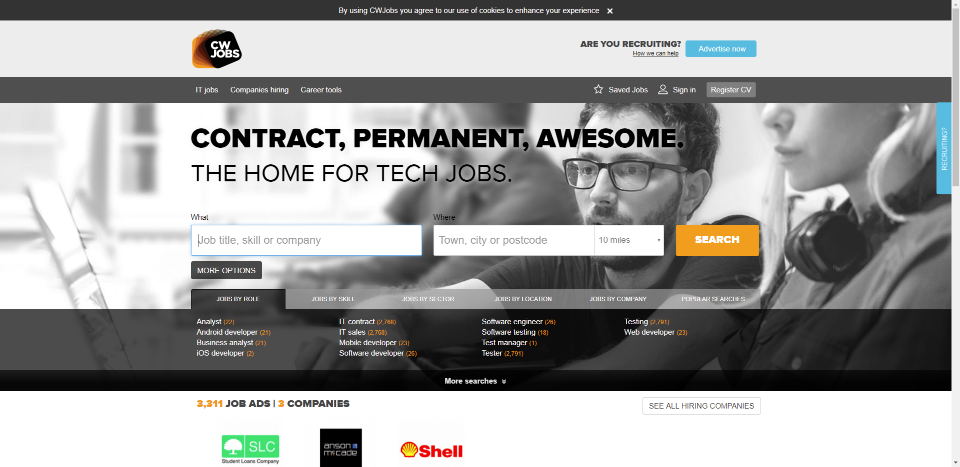 By using CWJobs you agree to our use of cookies to enhance your experience ×
CW JOBS
ARE YOU RECRUITING?
How we can help
Advertise now
IT jobs Companies hiring Career tools
Saved Jobs Sign in Register CV
RECRUITING?
CONTRACT, PERMANENT, AWESOME.
THE HOME FOR TECH JOBS.
What Where
Job title, skill or company Town, city or postcode 10 miles SEARCH
MORE OPTIONS
JOBS BY ROLE JOBS BY SKILL JOBS BY SECTOR JOBS BY LOCATION JOBS BY COMPANY POPULAR SEARCHES
Analyst (22) IT contract (2,768) Software engineer (26) Testing (2,791)
Android developer (21) IT sales (2,768) Software testing (18) Web developer (23)
Business analyst (21) Mobile developer (23) Test manager (1)
iOS developer (2) Software developer (26) Tester (2,791)
More searches
3,311 JOB ADS | 3 COMPANIES
SEE ALL HIRING COMPANIES
SLC
Student Loans Company
anson
mccade
Shell